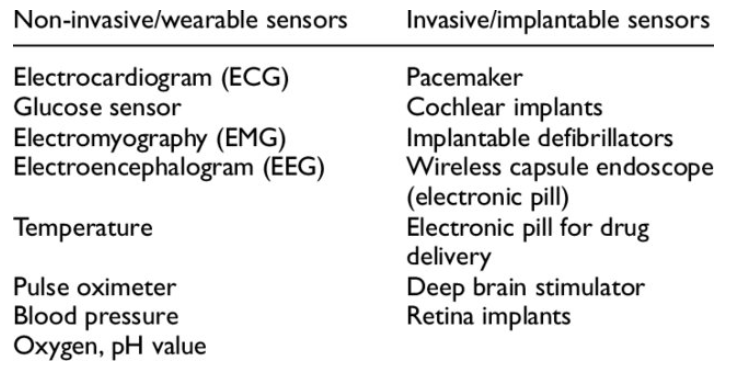 Non-invasive/wearable sensors Invasive/implantable sensors
Electrocardiogram (ECG) Pacemaker
Glucose sensor Cochlear implants
Electromyography (EMG) Implantable defibrillators
Electroencephalogram (EEG) Wireless capsule endoscope
(electronic pill)
Temperature Electronic pill for drug
delivery
Pulse oximeter Deep brain stimulator
Blood pressure Retina implants
Oxygen, pH value